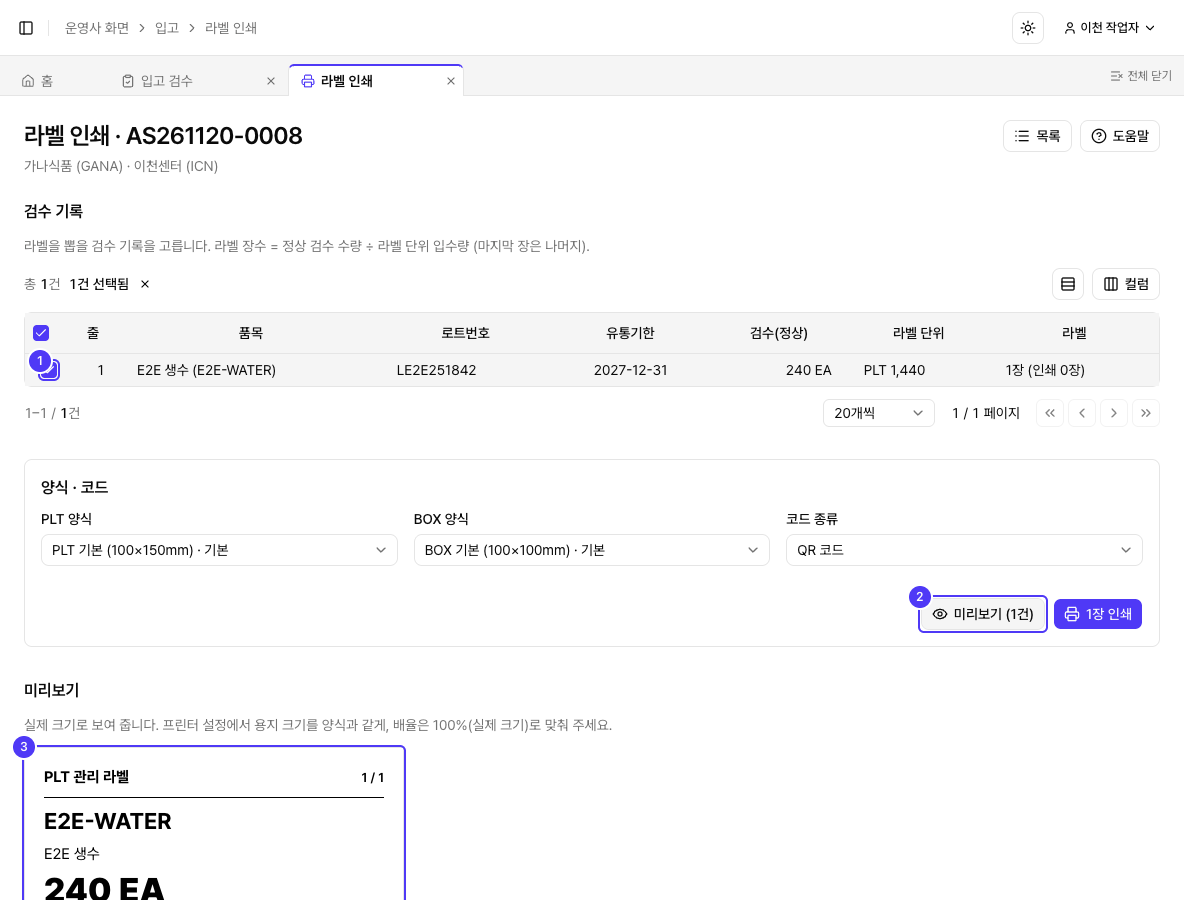 운영사 화면 > 입고 > 라벨 인쇄
이천 작업자
홈
입고 검수 ×
라벨 인쇄 ×
전체 닫기
라벨 인쇄 · AS261120-0008
목록
도움말
가나식품 (GANA) · 이천센터 (ICN)
검수 기록
라벨을 뽑을 검수 기록을 고릅니다. 라벨 장수 = 정상 검수 수량 ÷ 라벨 단위 입수량 (마지막 장은 나머지).
총 1건 1건 선택됨 ×
컬럼
줄 품목 로트번호 유통기한 검수(정상) 라벨 단위 라벨
1
1 E2E 생수 (E2E-WATER) LE2E251842 2027-12-31 240 EA PLT 1,440 1장 (인쇄 0장)
1–1 / 1건
20개씩
1 / 1 페이지
양식 · 코드
PLT 양식 BOX 양식 코드 종류
PLT 기본 (100×150mm) · 기본
BOX 기본 (100×100mm) · 기본
QR 코드
2
미리보기 (1건)
1장 인쇄
미리보기
실제 크기로 보여 줍니다. 프린터 설정에서 용지 크기를 양식과 같게, 배율은 100%(실제 크기)로 맞춰 주세요.
3
PLT 관리 라벨 1 / 1
E2E-WATER
E2E 생수
240 EA